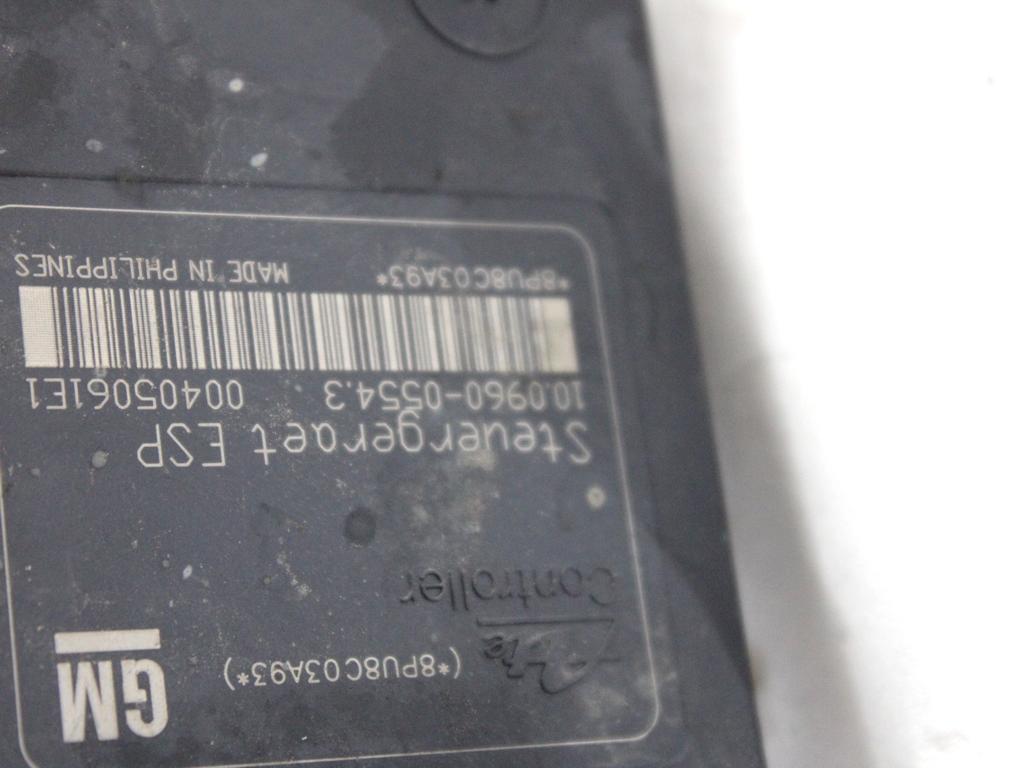 GM
(*8PU8C03A93*)
Controller
Steuergeraet ESP
10.0960-0554.3 00405061E1
*8PU8C03A93* MADE IN PHILIPPINES